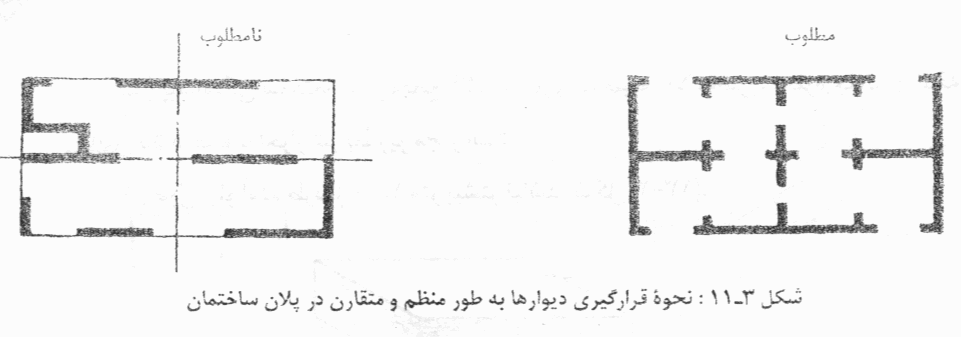 مطلوب
نامطلوب
شکل ۳ـ۱۱ : نحوهٔ قرارگیری دیوارها به طور منظم و متقارن در پلان ساختمان